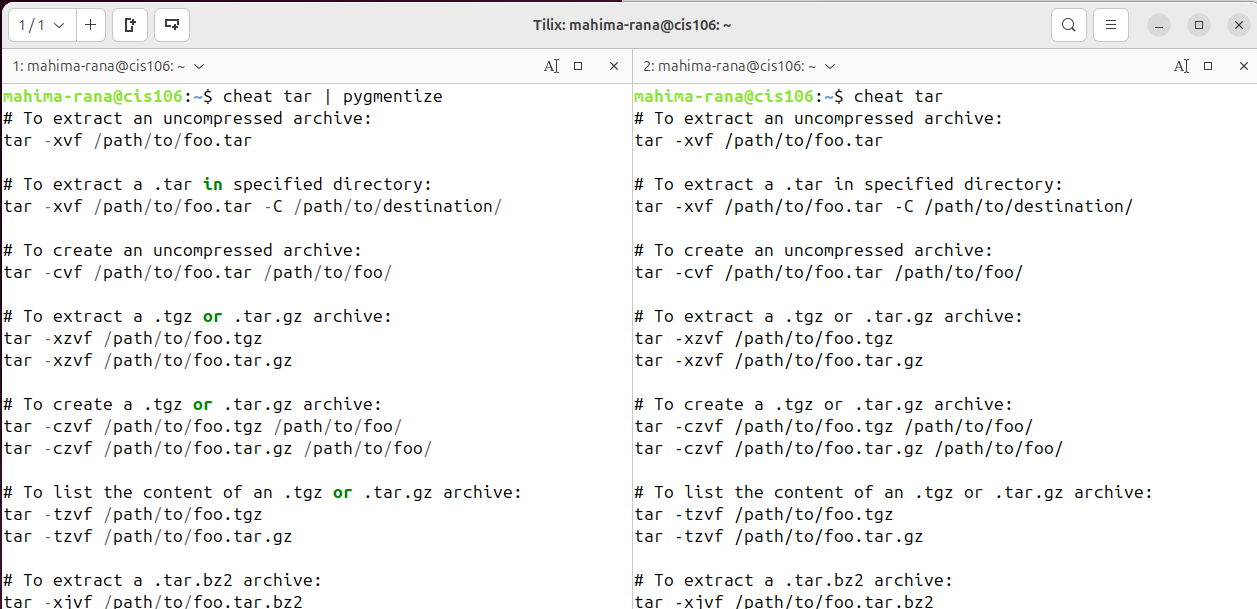 1 / 1
Tilix: mahima-rana@cis106: ~
1: mahima-rana@cis106: ~
mahima-rana@cis106:~$ cheat tar | pygmentize
# To extract an uncompressed archive:
tar -xvf /path/to/foo.tar
# To extract a .tar in specified directory:
tar -xvf /path/to/foo.tar -C /path/to/destination/
# To create an uncompressed archive:
tar -cvf /path/to/foo.tar /path/to/foo/
# To extract a .tgz or .tar.gz archive:
tar -xzvf /path/to/foo.tgz
tar -xzvf /path/to/foo.tar.gz
# To create a .tgz or .tar.gz archive:
tar -czvf /path/to/foo.tgz /path/to/foo/
tar -czvf /path/to/foo.tar.gz /path/to/foo/
# To list the content of an .tgz or .tar.gz archive:
tar -tzvf /path/to/foo.tgz
tar -tzvf /path/to/foo.tar.gz
# To extract a .tar.bz2 archive:
tar -xjvf /path/to/foo.tar.bz2
2: mahima-rana@cis106: ~
mahima-rana@cis106:~$ cheat tar
# To extract an uncompressed archive:
tar -xvf /path/to/foo.tar
# To extract a .tar in specified directory:
tar -xvf /path/to/foo.tar -C /path/to/destination/
# To create an uncompressed archive:
tar -cvf /path/to/foo.tar /path/to/foo/
# To extract a .tgz or .tar.gz archive:
tar -xzvf /path/to/foo.tgz
tar -xzvf /path/to/foo.tar.gz
# To create a .tgz or .tar.gz archive:
tar -czvf /path/to/foo.tgz /path/to/foo/
tar -czvf /path/to/foo.tar.gz /path/to/foo/
# To list the content of an .tgz or .tar.gz archive:
tar -tzvf /path/to/foo.tgz
tar -tzvf /path/to/foo.tar.gz
# To extract a .tar.bz2 archive:
tar -xjvf /path/to/foo.tar.bz2